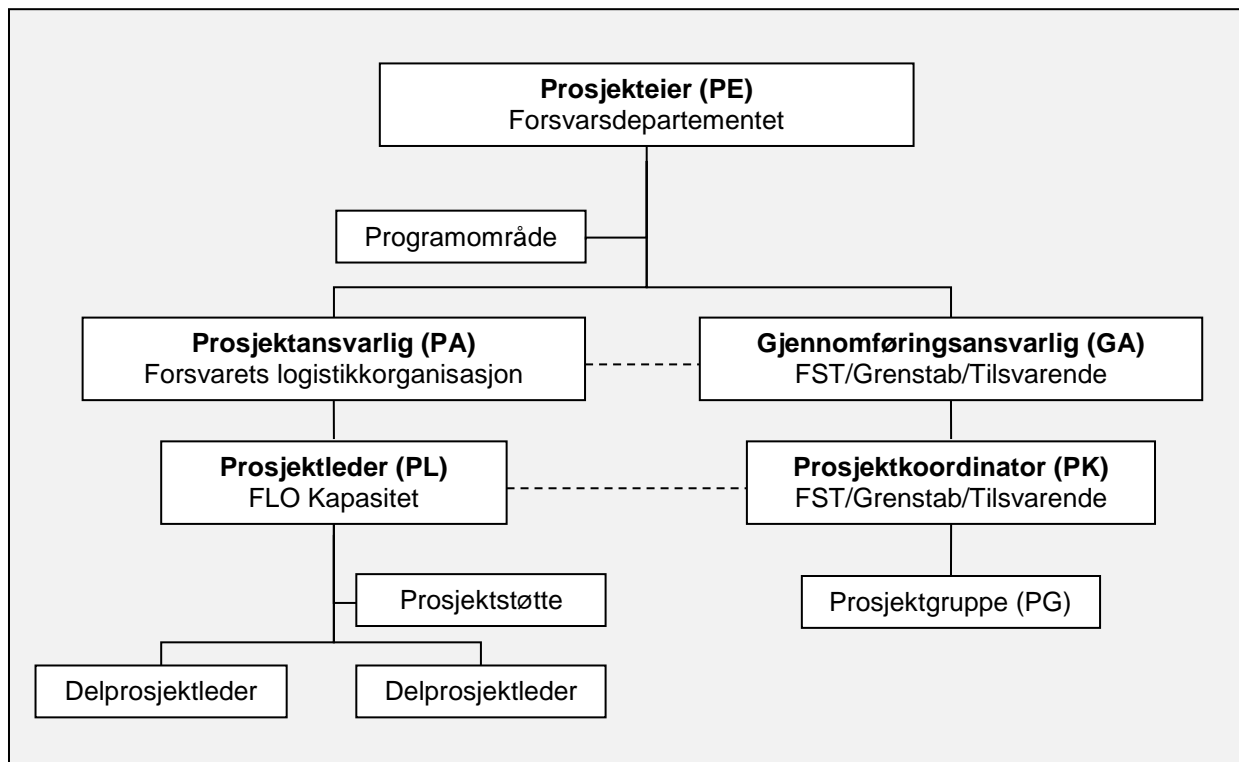 Prosjekteier (PE)
Forsvarsdepartementet
Programområde
Prosjektansvarlig (PA)
Forsvarets logistikkorganisasjon
Gjennomføringsansvarlig (GA)
FST/Grenstab/Tilsvarende
Prosjektleder (PL)
FLO Kapasitet
Prosjektkoordinator (PK)
FST/Grenstab/Tilsvarende
Prosjektstøtte
Prosjektgruppe (PG)
Delprosjektleder
Delprosjektleder